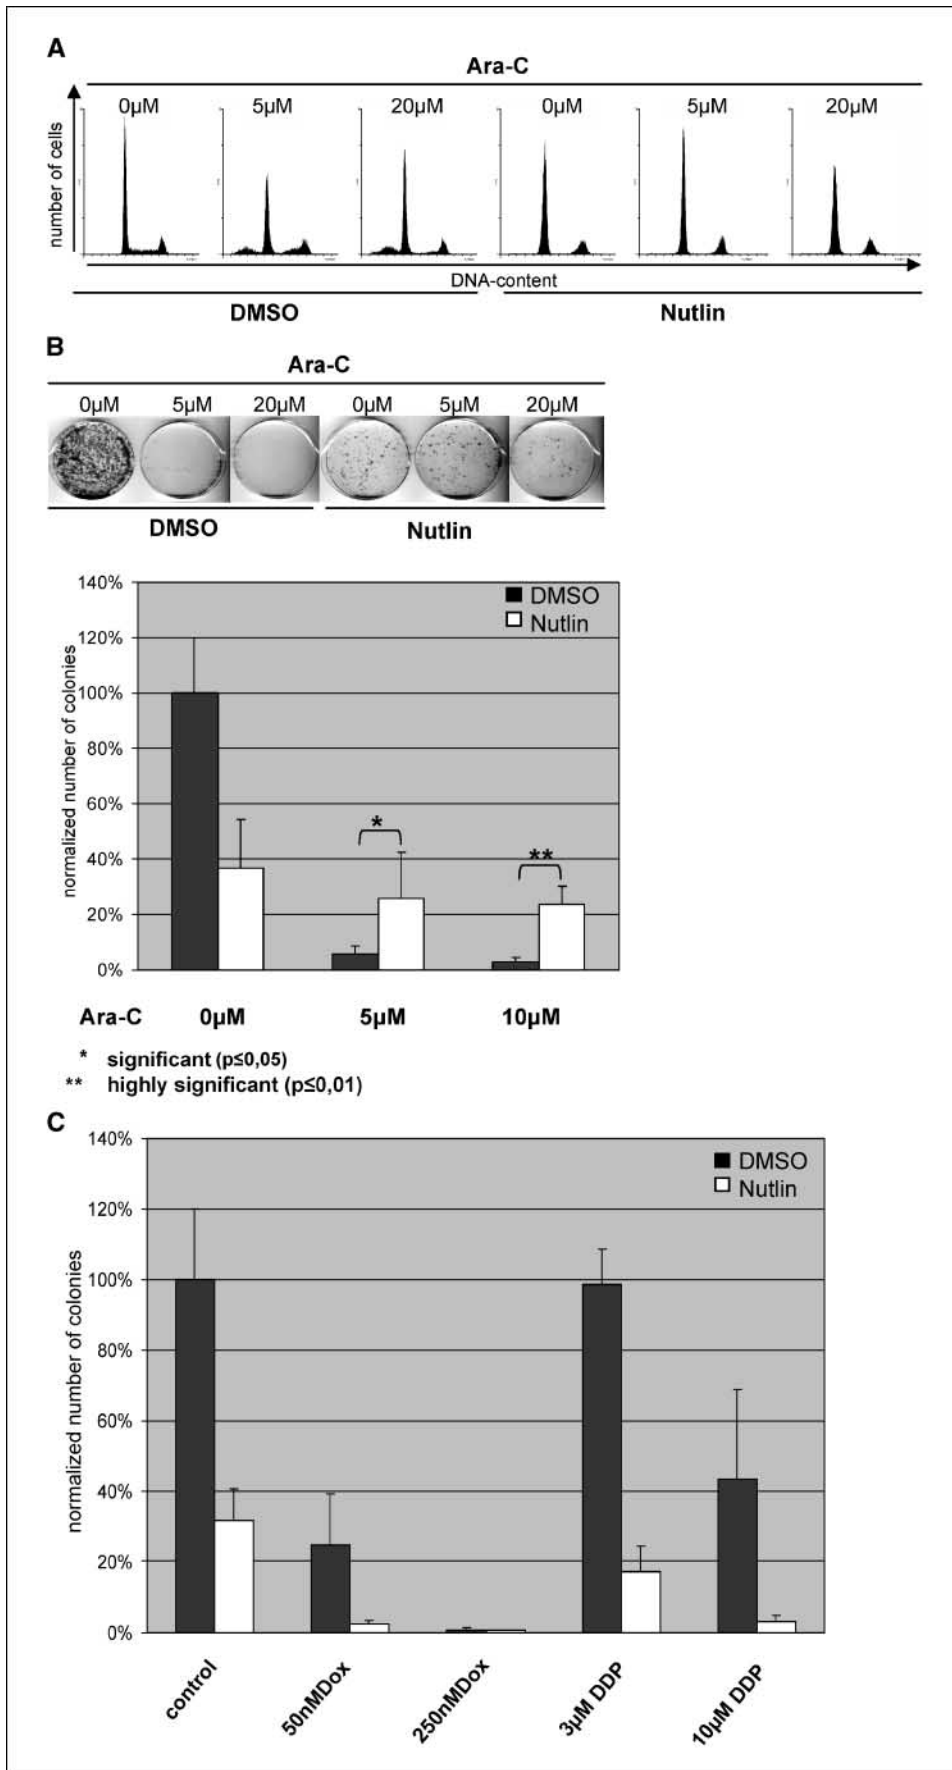 A
Ara-C
0µM 5µM 20µM 0µM 5µM 20µM
number of cells
DNA-content
DMSO Nutlin
B
Ara-C
0µM 5µM 20µM 0µM 5µM 20µM
DMSO Nutlin
normalized number of colonies
140%
120%
100%
80%
60%
40%
20%
0%
DMSO
Nutlin
*
**
Ara-C 0µM 5µM 10µM
* significant (p≤0,05)
** highly significant (p≤0,01)
C
normalized number of colonies
140%
120%
100%
80%
60%
40%
20%
0%
DMSO
Nutlin
control
50nMDox
250nMDox
3µM DDP
10µM DDP